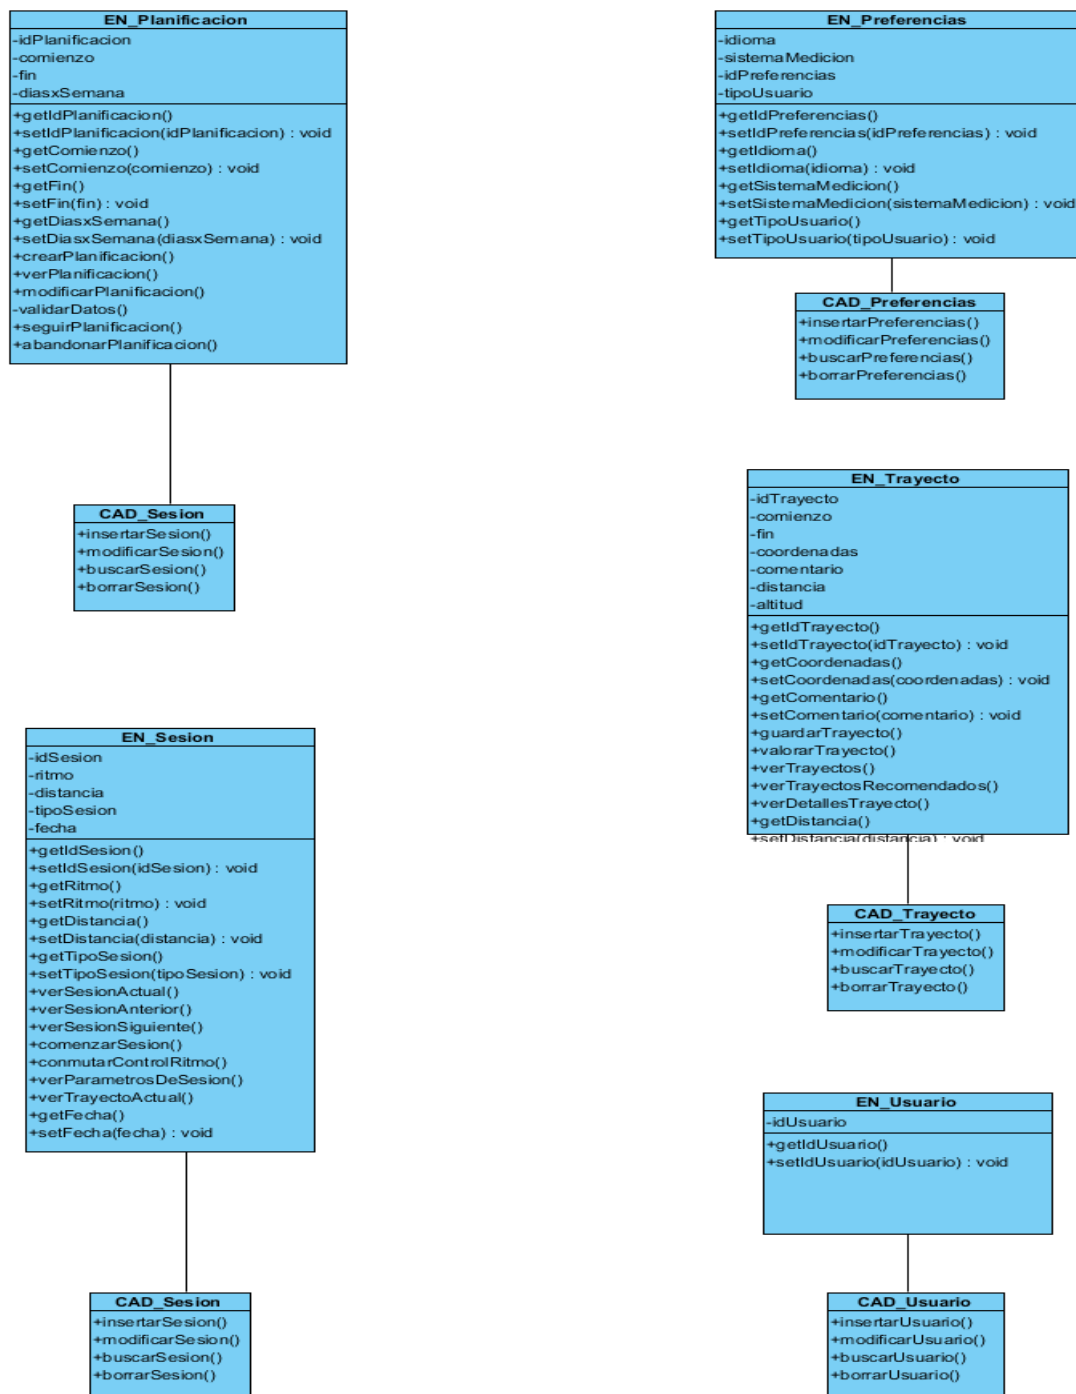 EN_Planificacion
-idPlanificacion
-comienzo
-fin
-diasxSemana
+getIdPlanificacion()
+setIdPlanificacion(idPlanificacion) : void
+getComienzo()
+setComienzo(comienzo) : void
+getFin()
+setFin(fin) : void
+getDiasxSemana()
+setDiasxSemana(diasxSemana) : void
+crearPlanificacion()
+verPlanificacion()
+modificarPlanificacion()
-validarDatos()
+seguirPlanificacion()
+abandonarPlanificacion()
CAD_Sesion
+insertarSesion()
+modificarSesion()
+buscarSesion()
+borrarSesion()
EN_Sesion
-idSesion
-ritmo
-distancia
-tipoSesion
-fecha
+getIdSesion()
+setIdSesion(idSesion) : void
+getRitmo()
+setRitmo(ritmo) : void
+getDistancia()
+setDistancia(distancia) : void
+getTipoSesion()
+setTipoSesion(tipoSesion) : void
+verSesionActual()
+verSesionAnterior()
+verSesionSiguiente()
+comenzarSesion()
+conmutarControlRitmo()
+verParametrosDeSesion()
+verTrayectoActual()
+getFecha()
+setFecha(fecha) : void
CAD_Sesion
+insertarSesion()
+modificarSesion()
+buscarSesion()
+borrarSesion()
EN_Preferencias
-idioma
-sistemaMedicion
-idPreferencias
-tipoUsuario
+getIdPreferencias()
+setIdPreferencias(idPreferencias) : void
+getIdioma()
+setIdioma(idioma) : void
+getSistemaMedicion()
+setSistemaMedicion(sistemaMedicion) : void
+getTipoUsuario()
+setTipoUsuario(tipoUsuario) : void
CAD_Preferencias
+insertarPreferencias()
+modificarPreferencias()
+buscarPreferencias()
+borrarPreferencias()
EN_Trayecto
-idTrayecto
-comienzo
-fin
-coordenadas
-comentario
-distancia
-altitud
+getIdTrayecto()
+setIdTrayecto(idTrayecto) : void
+getCoordenadas()
+setCoordenadas(coordenadas) : void
+getComentario()
+setComentario(comentario) : void
+guardarTrayecto()
+valorarTrayecto()
+verTrayectos()
+verTrayectosRecomendados()
+verDetallesTrayecto()
+getDistancia()
+setDistancia(distancia) : void
CAD_Trayecto
+insertarTrayecto()
+modificarTrayecto()
+buscarTrayecto()
+borrarTrayecto()
EN_Usuario
-idUsuario
+getIdUsuario()
+setIdUsuario(idUsuario) : void
CAD_Usuario
+insertarUsuario()
+modificarUsuario()
+buscarUsuario()
+borrarUsuario()